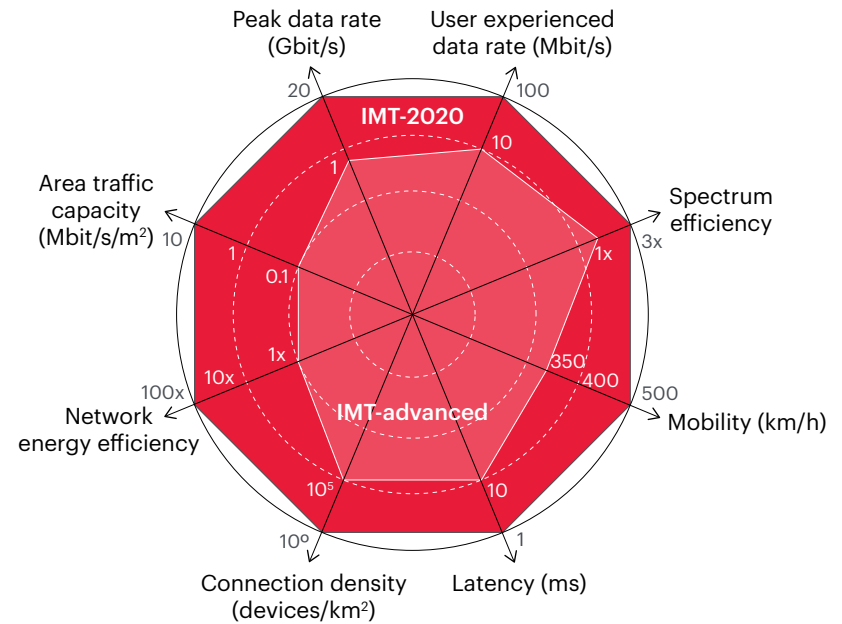 Peak data rate
(Gbit/s)
User experienced
data rate (Mbit/s)
20
100
IMT-2020
1
10
Area traffic
capacity
(Mbit/s/m²)
10
1
0.1
Spectrum
efficiency
3x
1x
1x
10x
100x
Network
energy efficiency
350
400
500
Mobility (km/h)
IMT-advanced
10⁵
10
10⁰
1
Connection density
(devices/km²)
Latency (ms)